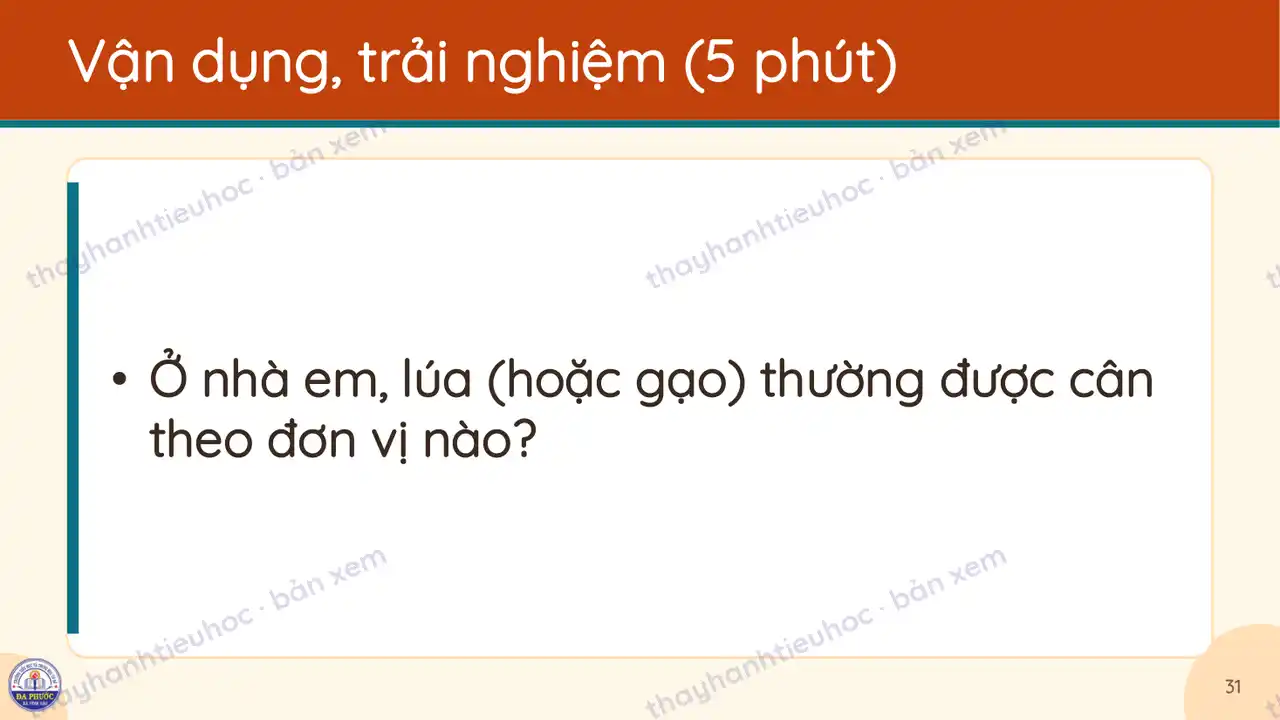 Vận dụng, trải nghiệm (5 phút)
thayhanhtieuhoc · bản xem
thayhanhtieuhoc · bản xem
• Ở nhà em, lúa (hoặc gạo) thường được cân
theo đơn vị nào?
thayhanhtieuhoc · bản xem
thayhanhtieuhoc · bản xem
ĐA PHƯỚC
31